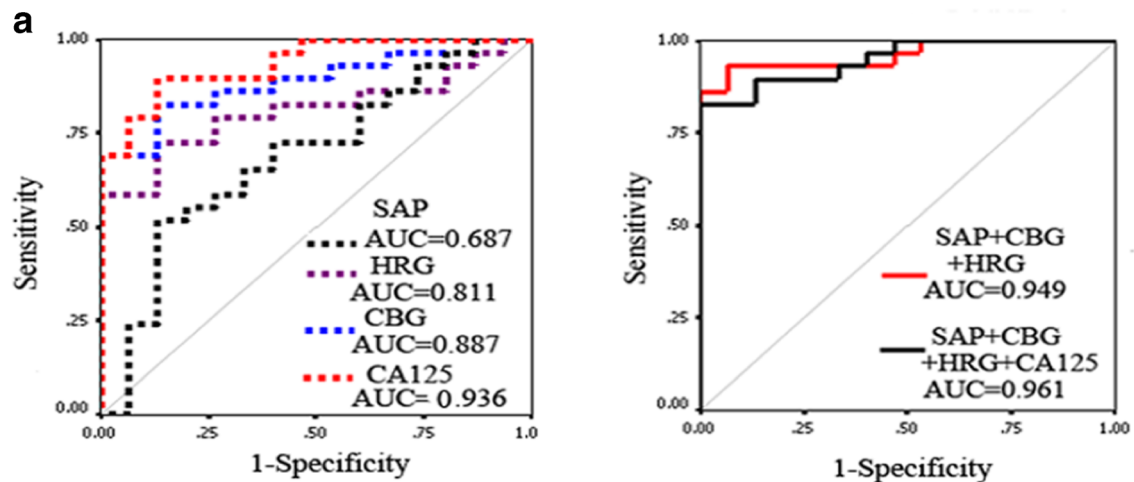 a
1.00
.75
.50
.25
0.00
Sensitivity
0.00
.25
.50
.75
1.0
1-Specificity
SAP
AUC=0.687
HRG
AUC=0.811
CBG
AUC=0.887
CA125
AUC= 0.936
1.00
.75
.50
.25
0.00
Sensitivity
0.00
.25
.50
.75
1.00
1-Specificity
SAP+CBG
+HRG
AUC=0.949
SAP+CBG
+HRG+CA125
AUC=0.961